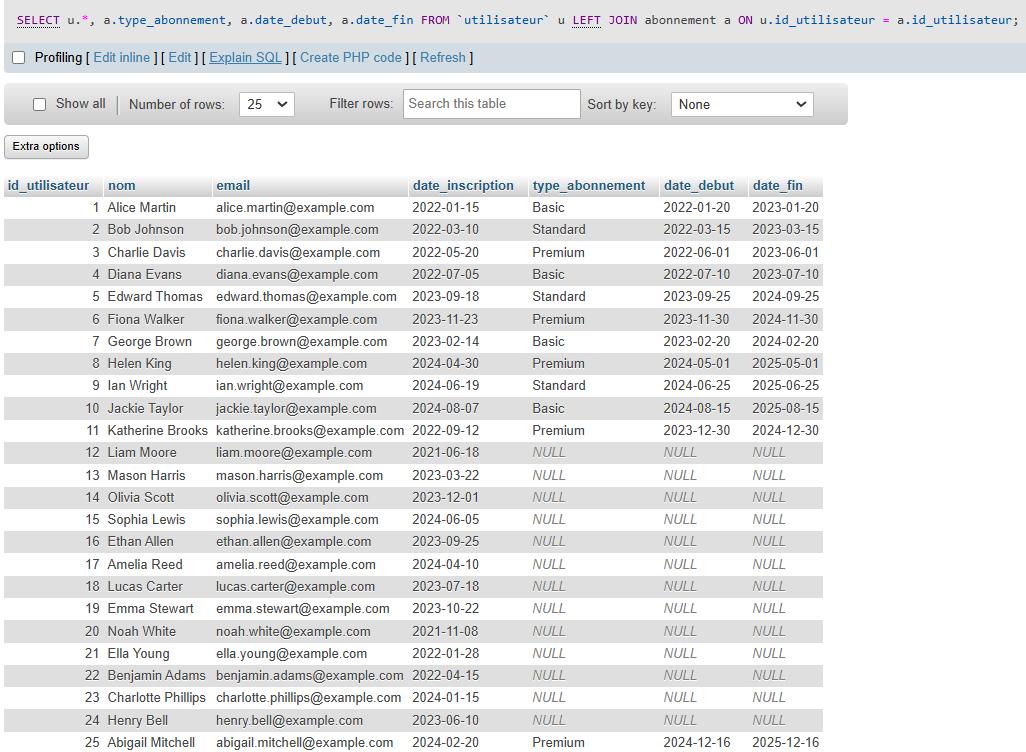 SELECT u.*, a.type_abonnement, a.date_debut, a.date_fin FROM `utilisateur` u LEFT JOIN abonnement a ON u.id_utilisateur = a.id_utilisateur;
Profiling [ Edit inline ] [ Edit ] [ Explain SQL ] [ Create PHP code ] [ Refresh ]
Show all Number of rows: 25 Filter rows: Search this table Sort by key: None
Extra options
id_utilisateur nom email date_inscription type_abonnement date_debut date_fin
1 Alice Martin alice.martin@example.com 2022-01-15 Basic 2022-01-20 2023-01-20
2 Bob Johnson bob.johnson@example.com 2022-03-10 Standard 2022-03-15 2023-03-15
3 Charlie Davis charlie.davis@example.com 2022-05-20 Premium 2022-06-01 2023-06-01
4 Diana Evans diana.evans@example.com 2022-07-05 Basic 2022-07-10 2023-07-10
5 Edward Thomas edward.thomas@example.com 2023-09-18 Standard 2023-09-25 2024-09-25
6 Fiona Walker fiona.walker@example.com 2023-11-23 Premium 2023-11-30 2024-11-30
7 George Brown george.brown@example.com 2023-02-14 Basic 2023-02-20 2024-02-20
8 Helen King helen.king@example.com 2024-04-30 Premium 2024-05-01 2025-05-01
9 Ian Wright ian.wright@example.com 2024-06-19 Standard 2024-06-25 2025-06-25
10 Jackie Taylor jackie.taylor@example.com 2024-08-07 Basic 2024-08-15 2025-08-15
11 Katherine Brooks katherine.brooks@example.com 2022-09-12 Premium 2023-12-30 2024-12-30
12 Liam Moore liam.moore@example.com 2021-06-18 NULL NULL NULL
13 Mason Harris mason.harris@example.com 2023-03-22 NULL NULL NULL
14 Olivia Scott olivia.scott@example.com 2023-12-01 NULL NULL NULL
15 Sophia Lewis sophia.lewis@example.com 2024-06-05 NULL NULL NULL
16 Ethan Allen ethan.allen@example.com 2023-09-25 NULL NULL NULL
17 Amelia Reed amelia.reed@example.com 2024-04-10 NULL NULL NULL
18 Lucas Carter lucas.carter@example.com 2023-07-18 NULL NULL NULL
19 Emma Stewart emma.stewart@example.com 2023-10-22 NULL NULL NULL
20 Noah White noah.white@example.com 2021-11-08 NULL NULL NULL
21 Ella Young ella.young@example.com 2022-01-28 NULL NULL NULL
22 Benjamin Adams benjamin.adams@example.com 2022-04-15 NULL NULL NULL
23 Charlotte Phillips charlotte.phillips@example.com 2024-01-15 NULL NULL NULL
24 Henry Bell henry.bell@example.com 2023-06-10 NULL NULL NULL
25 Abigail Mitchell abigail.mitchell@example.com 2024-02-20 Premium 2024-12-16 2025-12-16